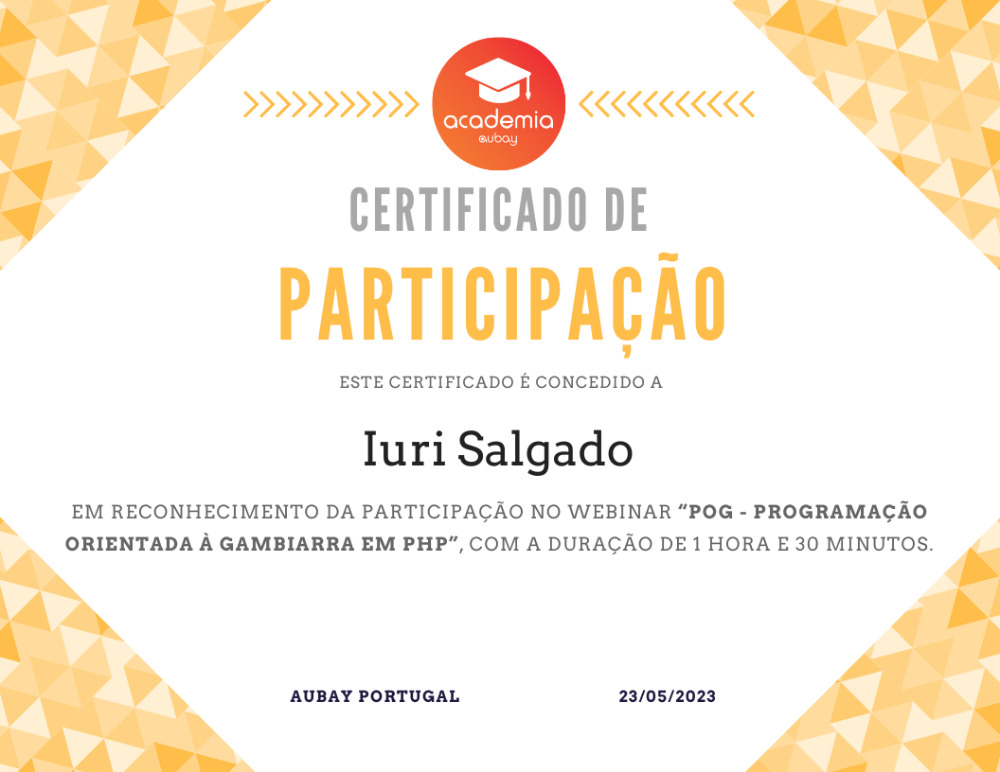 academia
@ubay
CERTIFICADO DE
PARTICIPAÇÃO
ESTE CERTIFICADO É CONCEDIDO A
Iuri Salgado
EM RECONHECIMENTO DA PARTICIPAÇÃO NO WEBINAR “POG - PROGRAMAÇÃO
ORIENTADA À GAMBIARRA EM PHP”, COM A DURAÇÃO DE 1 HORA E 30 MINUTOS.
AUBAY PORTUGAL 23/05/2023